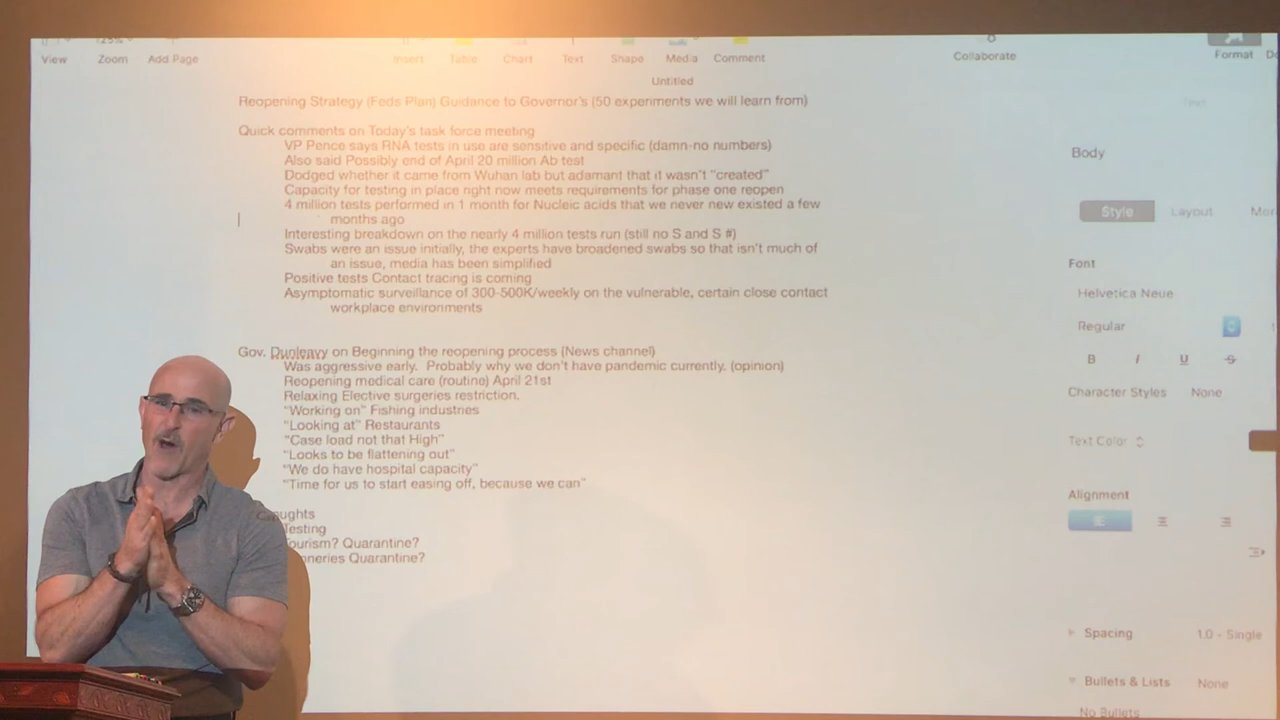 125%
View
Zoom
Add Page
Insert
Table
Chart
Text
Shape
Media
Comment
Collaborate
Format
Untitled
Reopening Strategy (Feds Plan) Guidance to Governor's (50 experiments we will learn from)
Quick comments on Today's task force meeting
VP Pence says RNA tests in use are sensitive and specific (damn-no numbers)
Also said Possibly end of April 20 million Ab test
Dodged whether it came from Wuhan lab but adamant that it wasn't "created"
Capacity for testing in place right now meets requirements for phase one reopen
4 million tests performed in 1 month for Nucleic acids that we never new existed a few
months ago
Interesting breakdown on the nearly 4 million tests run (still no S and S #)
Swabs were an issue initially, the experts have broadened swabs so that isn't much of
an issue, media has been simplified
Positive tests Contact tracing is coming
Asymptomatic surveillance of 300-500K/weekly on the vulnerable, certain close contact
workplace environments
Gov. Dunleavy on Beginning the reopening process (News channel)
Was aggressive early. Probably why we don't have pandemic currently. (opinion)
Reopening medical care (routine) April 21st
Relaxing Elective surgeries restriction.
"Working on" Fishing industries
"Looking at" Restaurants
"Case load not that High"
"Looks to be flattening out"
"We do have hospital capacity"
"Time for us to start easing off, because we can"
Testing
Quarantine?
Quarantine?
Text
Body
Style
Layout
Mor
Font
Helvetica Neue
Regular
B
I
U
S
Character Styles
None
Text Color
Alignment
Spacing
1.0 - Single
Bullets & Lists
None
No Bullets